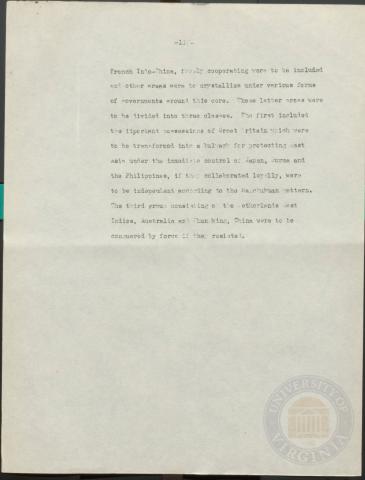 French Indo-China, freely cooperating were to be included
and other areas were to crystallize under various forms
of governments around this core. These latter areas were
to be divided into three classes. The first included
the important possessions of Great Britain which were
to be transformed into a bulwark for protecting East
Asia under the immediate control of Japan, Burma and
the Philippines, if they collaborated loyally, were
to be independent according to the Manchukuan pattern.
The third group consisting of the Netherlands East
Indies, Australia and Chunking, China were to be
conquered by force if they resisted.
UNIVERSITY OF
VIRGINIA